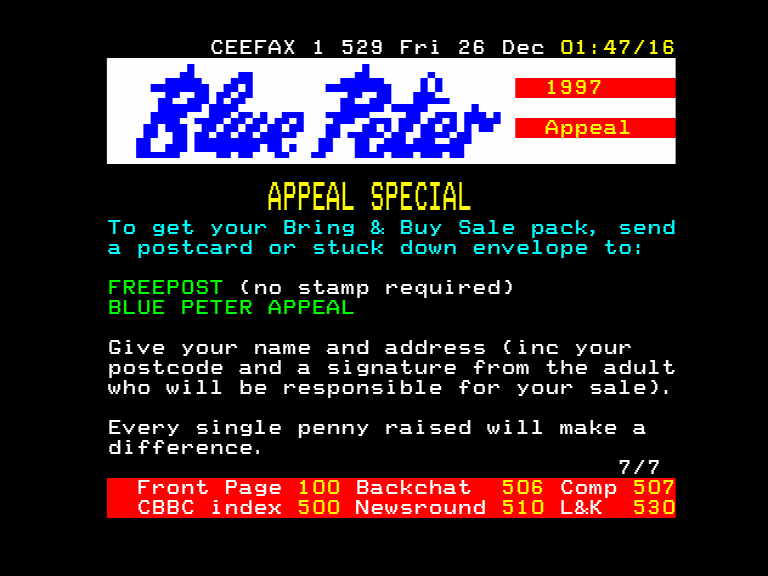 CEEFAX 1 529 Fri 26 Dec 01:47/16
Blue Peter
1997
Appeal
APPEAL SPECIAL
To get your Bring & Buy Sale pack, send
a postcard or stuck down envelope to:
FREEPOST (no stamp required)
BLUE PETER APPEAL
Give your name and address (inc your
postcode and a signature from the adult
who will be responsible for your sale).
Every single penny raised will make a
difference.
7/7
Front Page 100 Backchat 506 Comp 507
CBBC index 500 Newsround 510 L&K 530